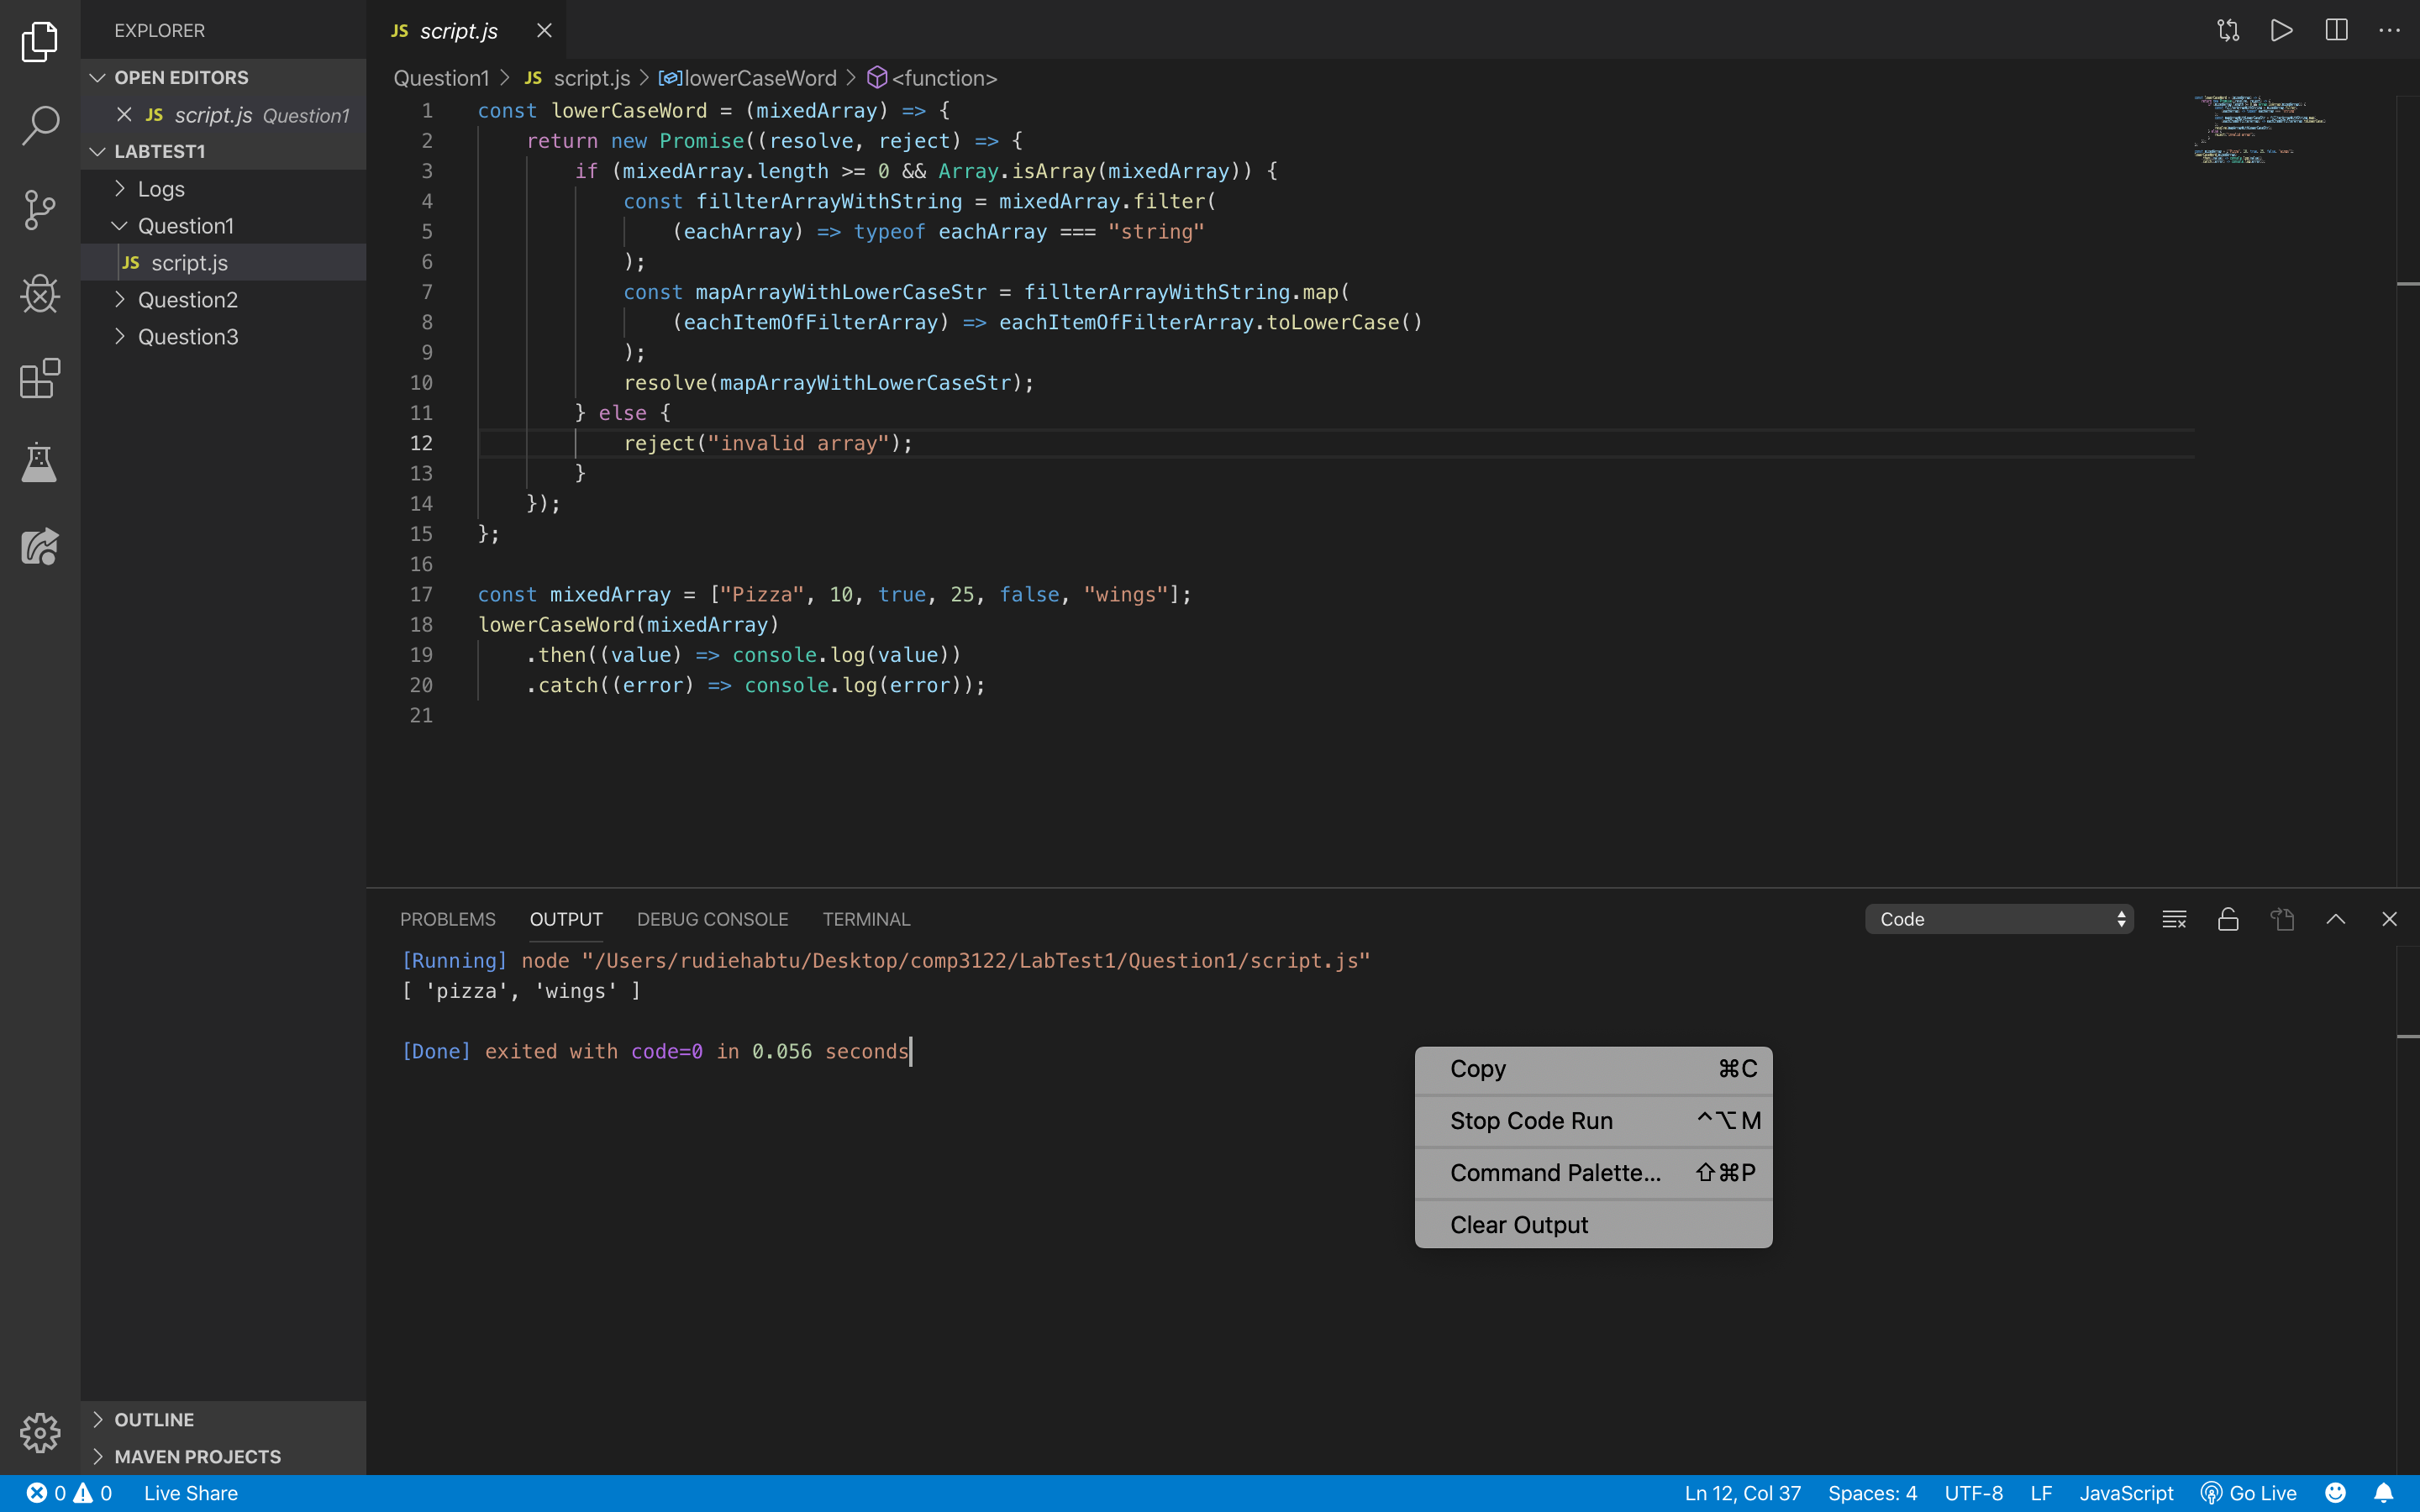 EXPLORER
OPEN EDITORS
JS script.js Question1
LABTEST1
Logs
Question1
JS script.js
Question2
Question3
OUTLINE
MAVEN PROJECTS
JS script.js
Question1 > JS script.js > lowerCaseWord > <function>
1 const lowerCaseWord = (mixedArray) => {
2 return new Promise((resolve, reject) => {
3 if (mixedArray.length >= 0 && Array.isArray(mixedArray)) {
4 const fillterArrayWithString = mixedArray.filter(
5 (eachArray) => typeof eachArray === "string"
6 );
7 const mapArrayWithLowerCaseStr = fillterArrayWithString.map(
8 (eachItemOfFilterArray) => eachItemOfFilterArray.toLowerCase()
9 );
10 resolve(mapArrayWithLowerCaseStr);
11 } else {
12 reject("invalid array");
13 }
14 });
15 };
16
17 const mixedArray = ["Pizza", 10, true, 25, false, "wings"];
18 lowerCaseWord(mixedArray)
19 .then((value) => console.log(value))
20 .catch((error) => console.log(error));
21
PROBLEMS OUTPUT DEBUG CONSOLE TERMINAL Code
[Running] node "/Users/rudiehabtu/Desktop/comp3122/LabTest1/Question1/script.js"
[ 'pizza', 'wings' ]
[Done] exited with code=0 in 0.056 seconds
Copy ⌘C
Stop Code Run ^⌥M
Command Palette... ⇧⌘P
Clear Output
0 0 Live Share Ln 12, Col 37 Spaces: 4 UTF-8 LF JavaScript Go Live